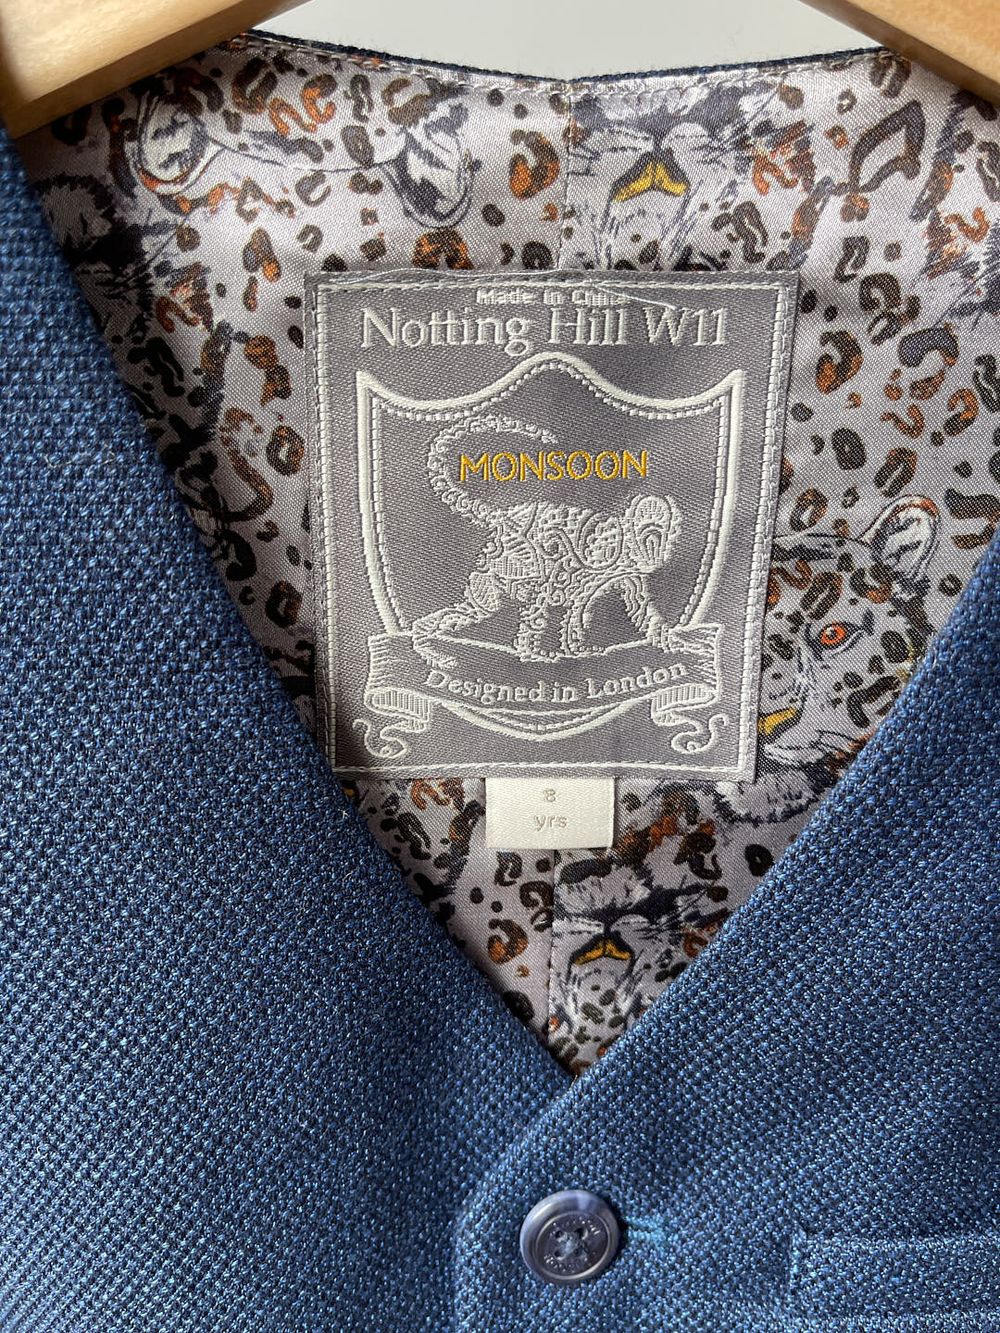 Made in China
Notting Hill W11
MONSOON
Designed in London
8
yrs